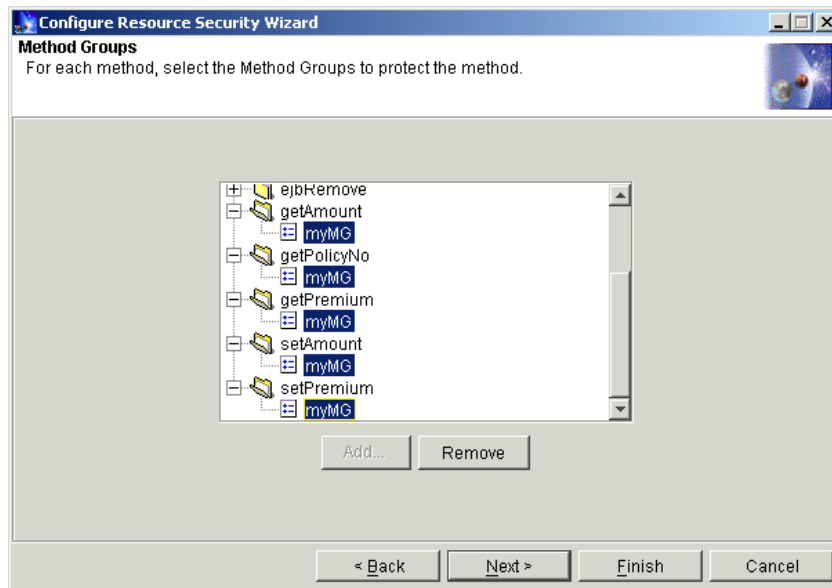 Configure Resource Security Wizard
Method Groups
For each method, select the Method Groups to protect the method.
ejbRemove
getAmount
myMG
getPolicyNo
myMG
getPremium
myMG
setAmount
myMG
setPremium
myMG
Add... Remove
< Back Next > Finish Cancel